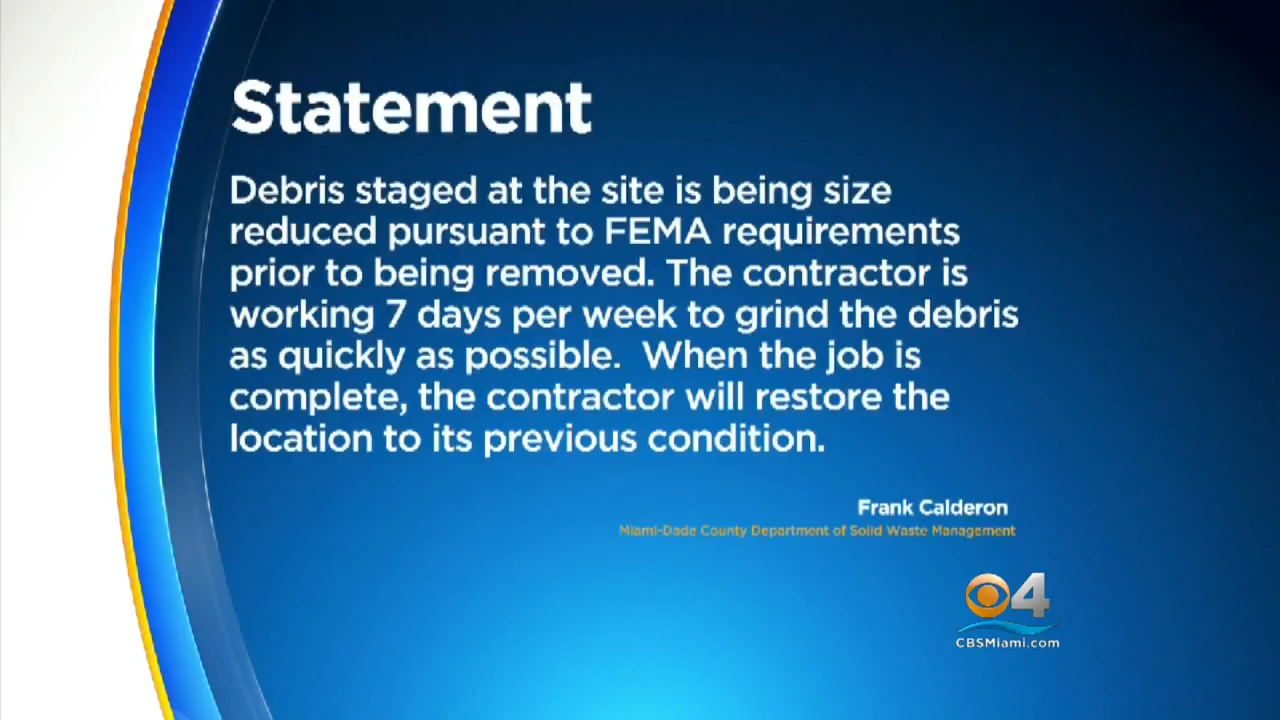 Statement
Debris staged at the site is being size
reduced pursuant to FEMA requirements
prior to being removed. The contractor is
working 7 days per week to grind the debris
as quickly as possible.  When the job is
complete, the contractor will restore the
location to its previous condition.
Frank Calderon
Miami-Dade County Department of Solid Waste Management
4
CBSMiami.com